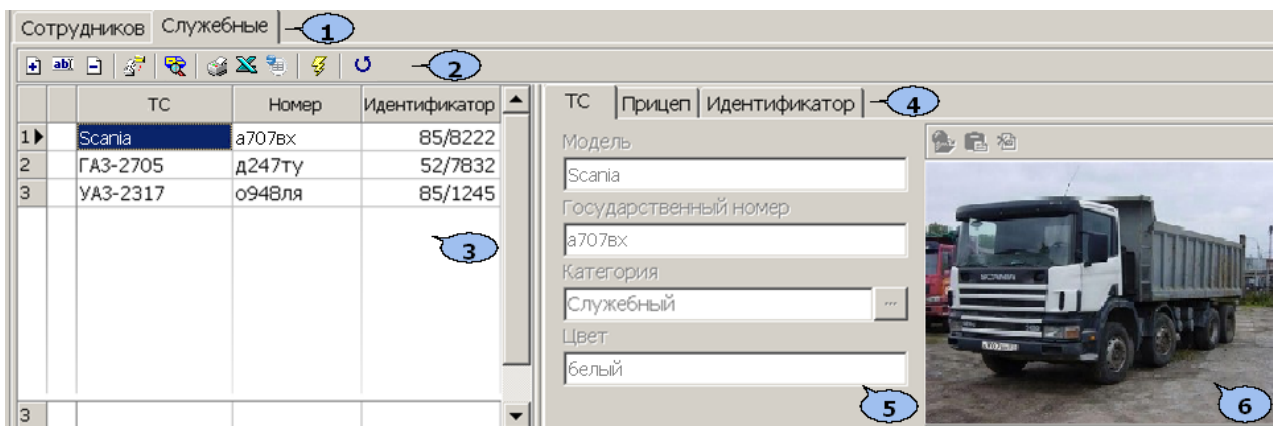 Сотрудников Служебные 1
abl 2
ТС Номер Идентификатор
1 Scania а707вх 85/8222
2 ГАЗ-2705 д247ту 52/7832
3 УАЗ-2317 о948ля 85/1245
3
3
ТС Прицеп Идентификатор 4
Модель
Scania
Государственный номер
а707вх
Категория
Служебный ...
Цвет
белый
5
SCANIA
6